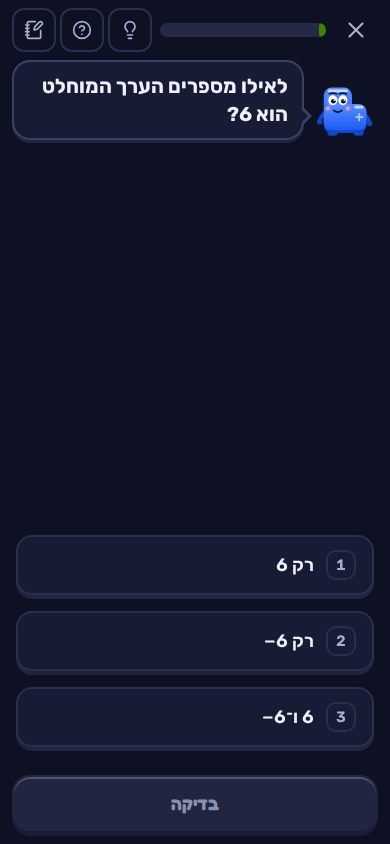 לאילו מספרים הערך המוחלט
הוא 6?
1 רק 6
2 רק 6−
3 6 ו־6−
בדיקה